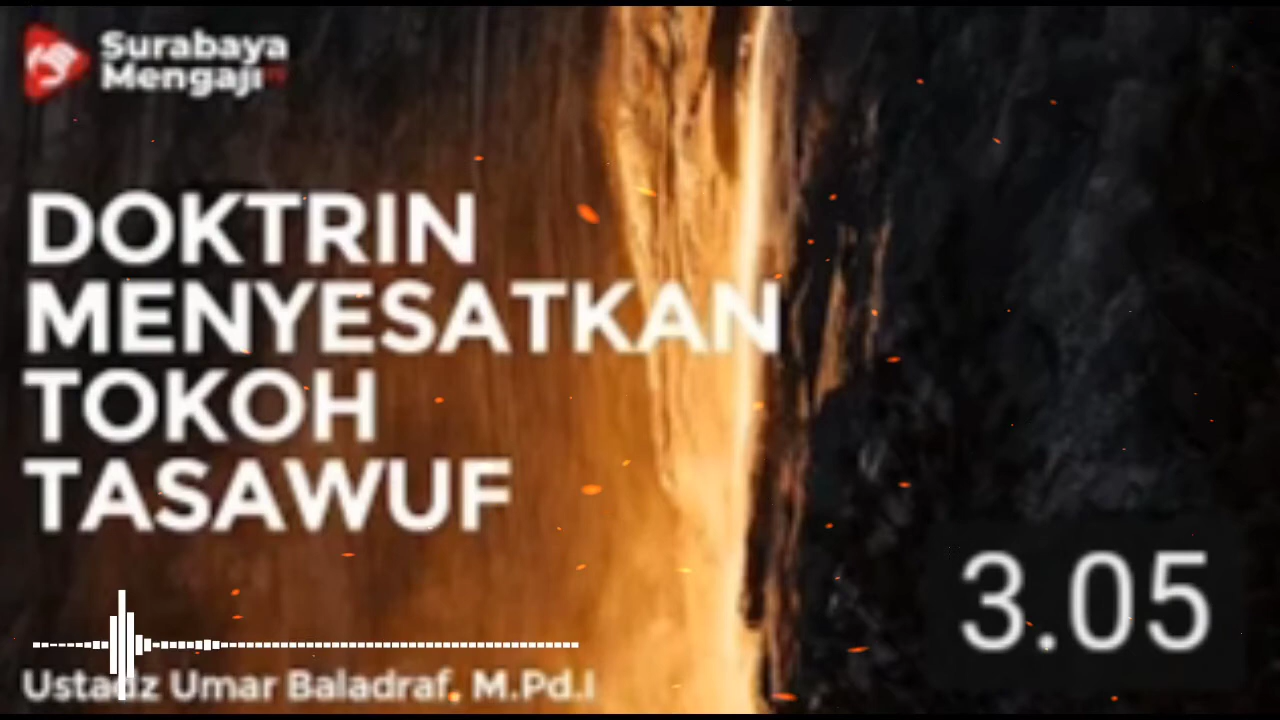 Surabaya
Mengaji
DOKTRIN
MENYESATKAN
TOKOH
TASAWUF
3.05
Ustadz Umar Baladraf, M.Pd.I